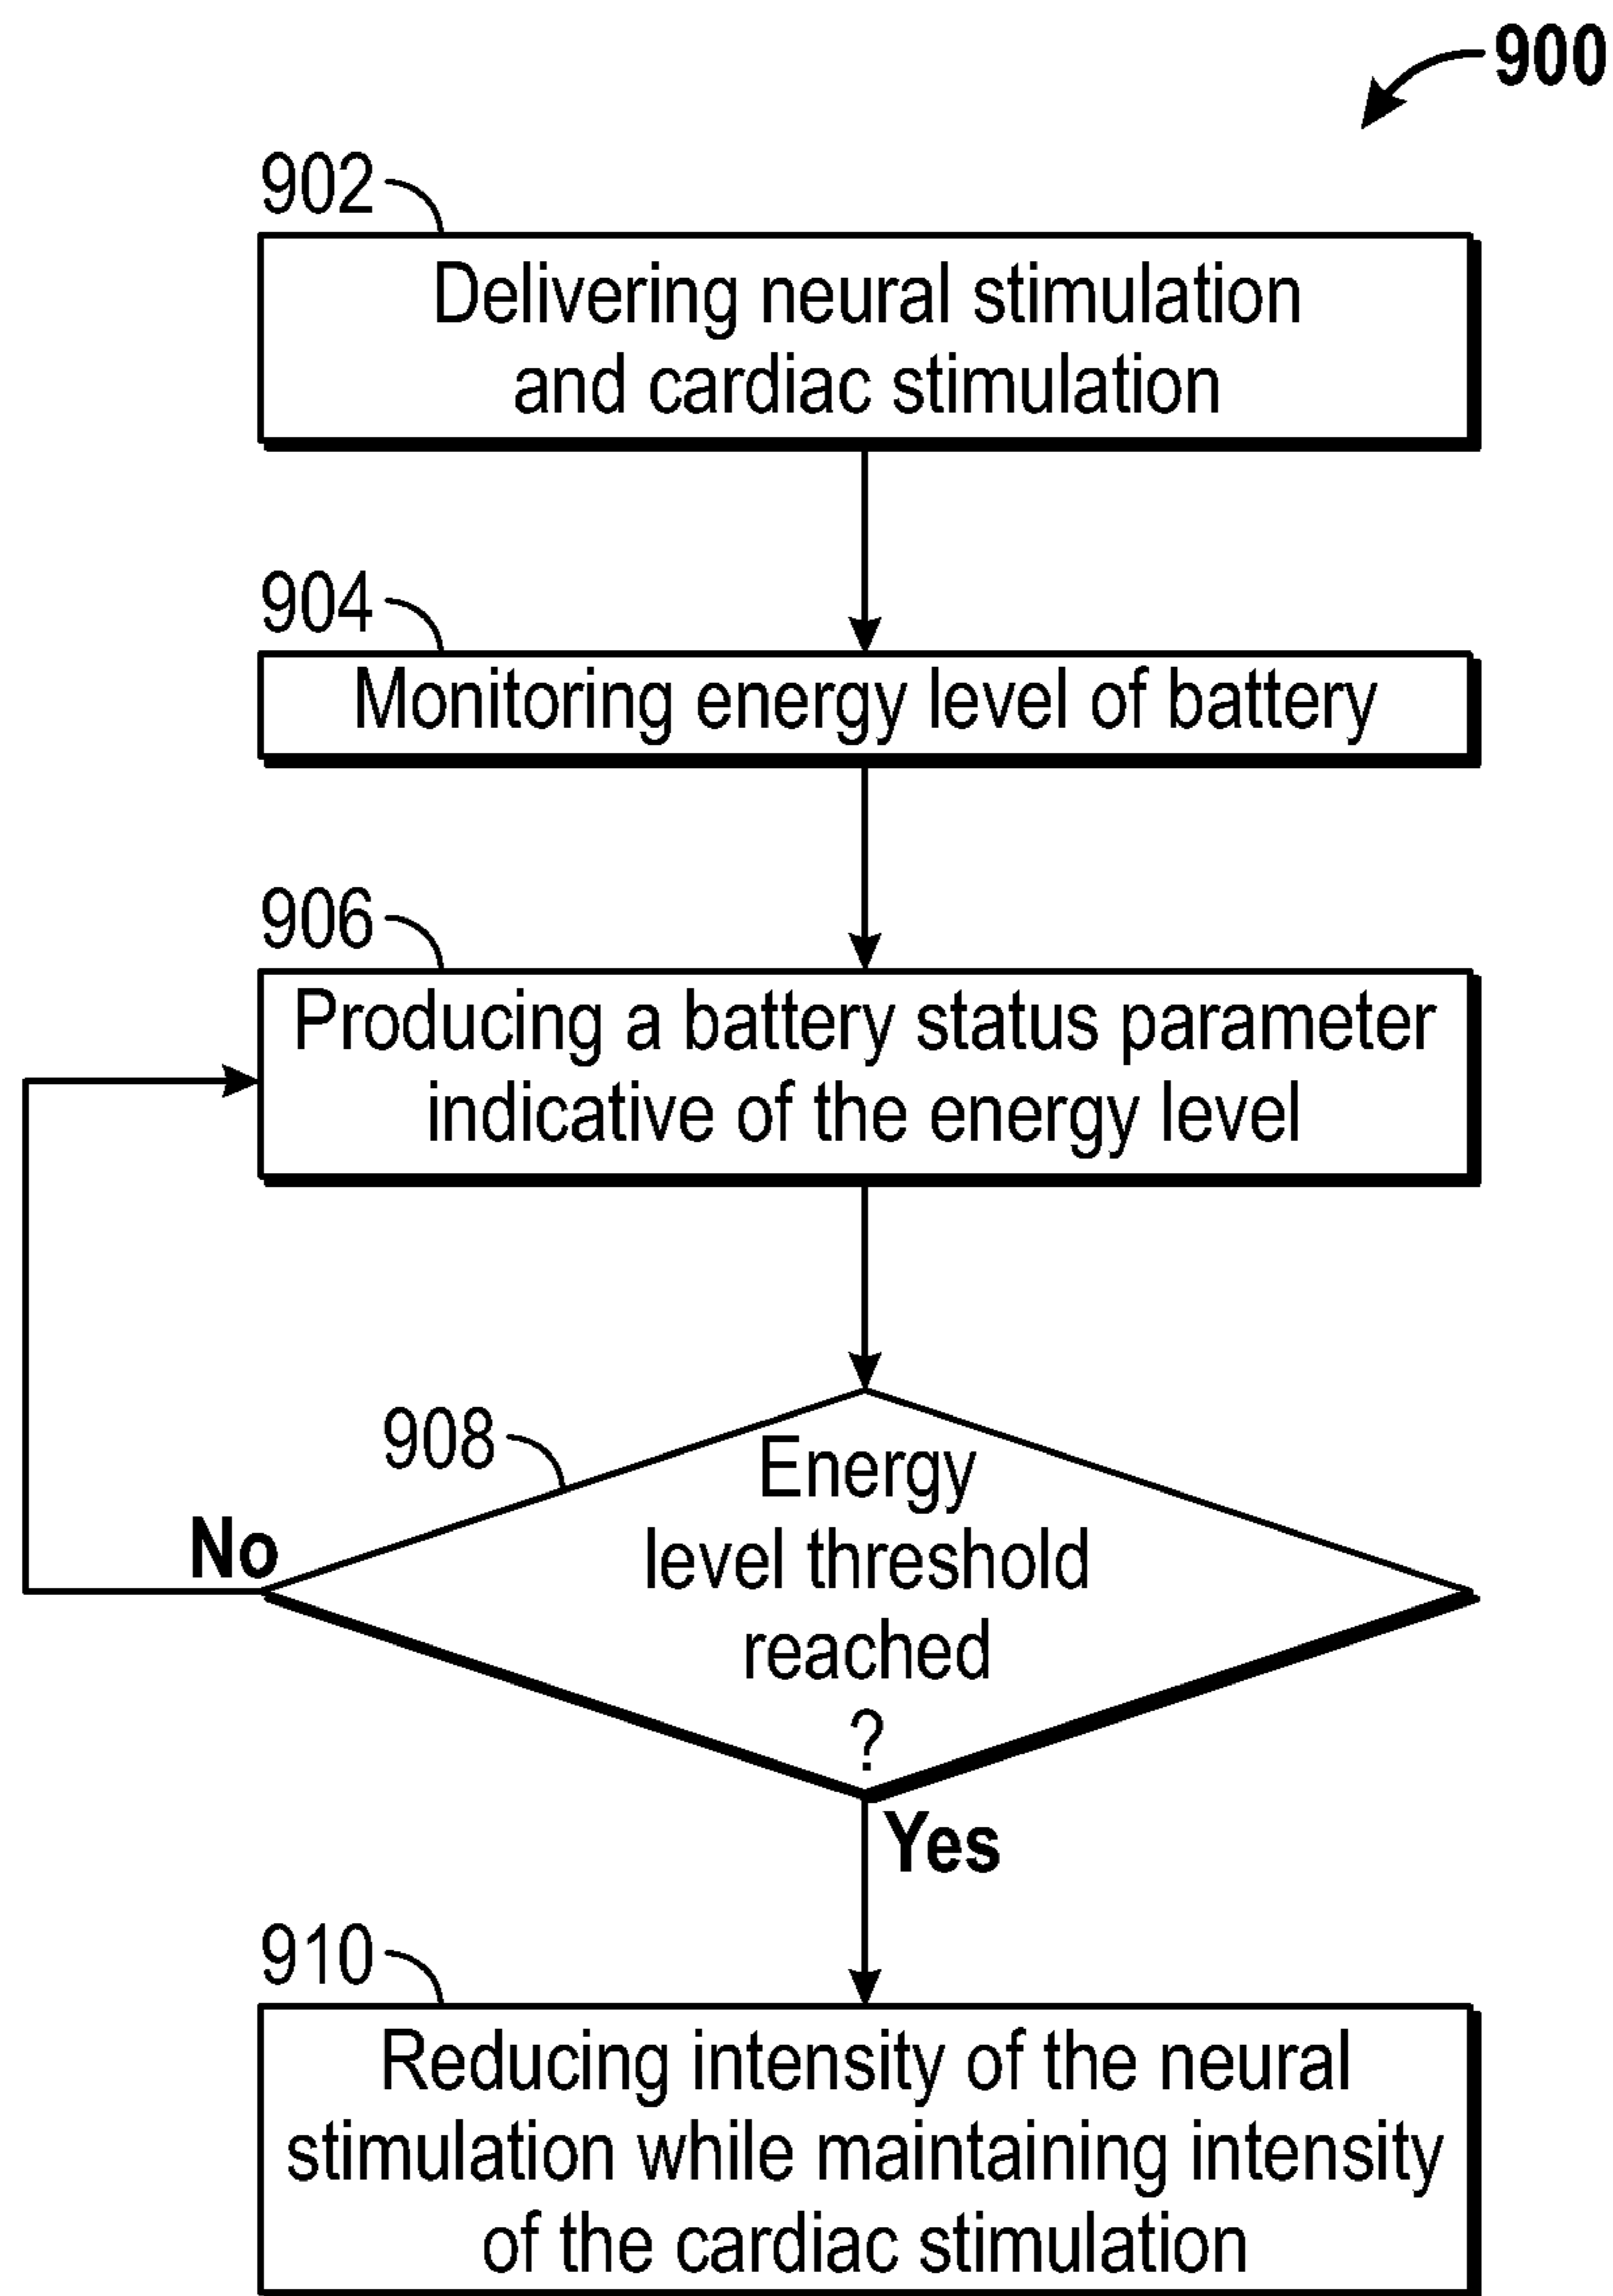 900
902
Delivering neural stimulation
and cardiac stimulation
904
Monitoring energy level of battery
906
Producing a battery status parameter
indicative of the energy level
908
Energy
level threshold
reached
?
No
Yes
910
Reducing intensity of the neural
stimulation while maintaining intensity
of the cardiac stimulation